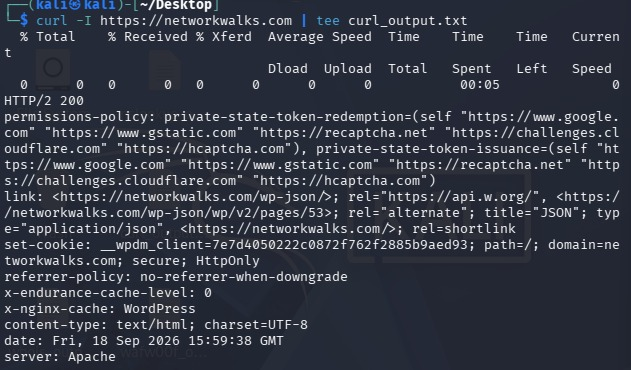 ┌──(kali㉿kali)-[~/Desktop]
└─$ curl -I https://networkwalks.com | tee curl_output.txt
  % Total    % Received % Xferd  Average Speed   Time    Time     Time  Curren
t
                                 Dload  Upload   Total   Spent    Left  Speed
  0     0    0     0    0     0      0      0           00:05              0
HTTP/2 200
permissions-policy: private-state-token-redemption=(self "https://www.google.
com" "https://www.gstatic.com" "https://recaptcha.net" "https://challenges.cl
oudflare.com" "https://hcaptcha.com"), private-state-token-issuance=(self "ht
tps://www.google.com" "https://www.gstatic.com" "https://recaptcha.net" "http
s://challenges.cloudflare.com" "https://hcaptcha.com")
link: <https://networkwalks.com/wp-json/>; rel="https://api.w.org/", <https:/
/networkwalks.com/wp-json/wp/v2/pages/53>; rel="alternate"; title="JSON"; typ
e="application/json", <https://networkwalks.com/>; rel=shortlink
set-cookie: __wpdm_client=7e7d4050222c0872f762f2885b9aed93; path=/; domain=ne
tworkwalks.com; secure; HttpOnly
referrer-policy: no-referrer-when-downgrade
x-endurance-cache-level: 0
x-nginx-cache: WordPress
content-type: text/html; charset=UTF-8
date: Fri, 18 Sep 2026 15:59:38 GMT
server: Apache